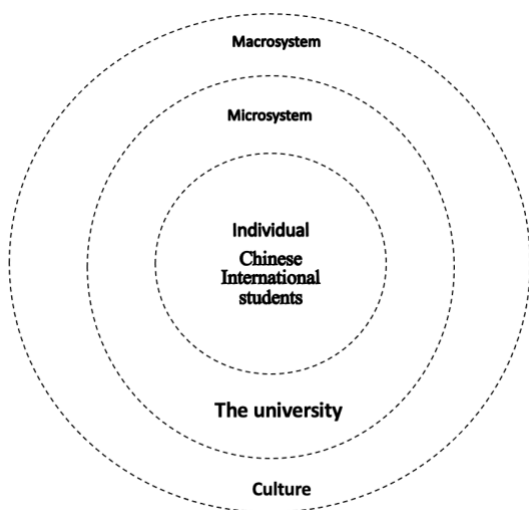 Macrosystem
Microsystem
Individual
Chinese
International
students
The university
Culture